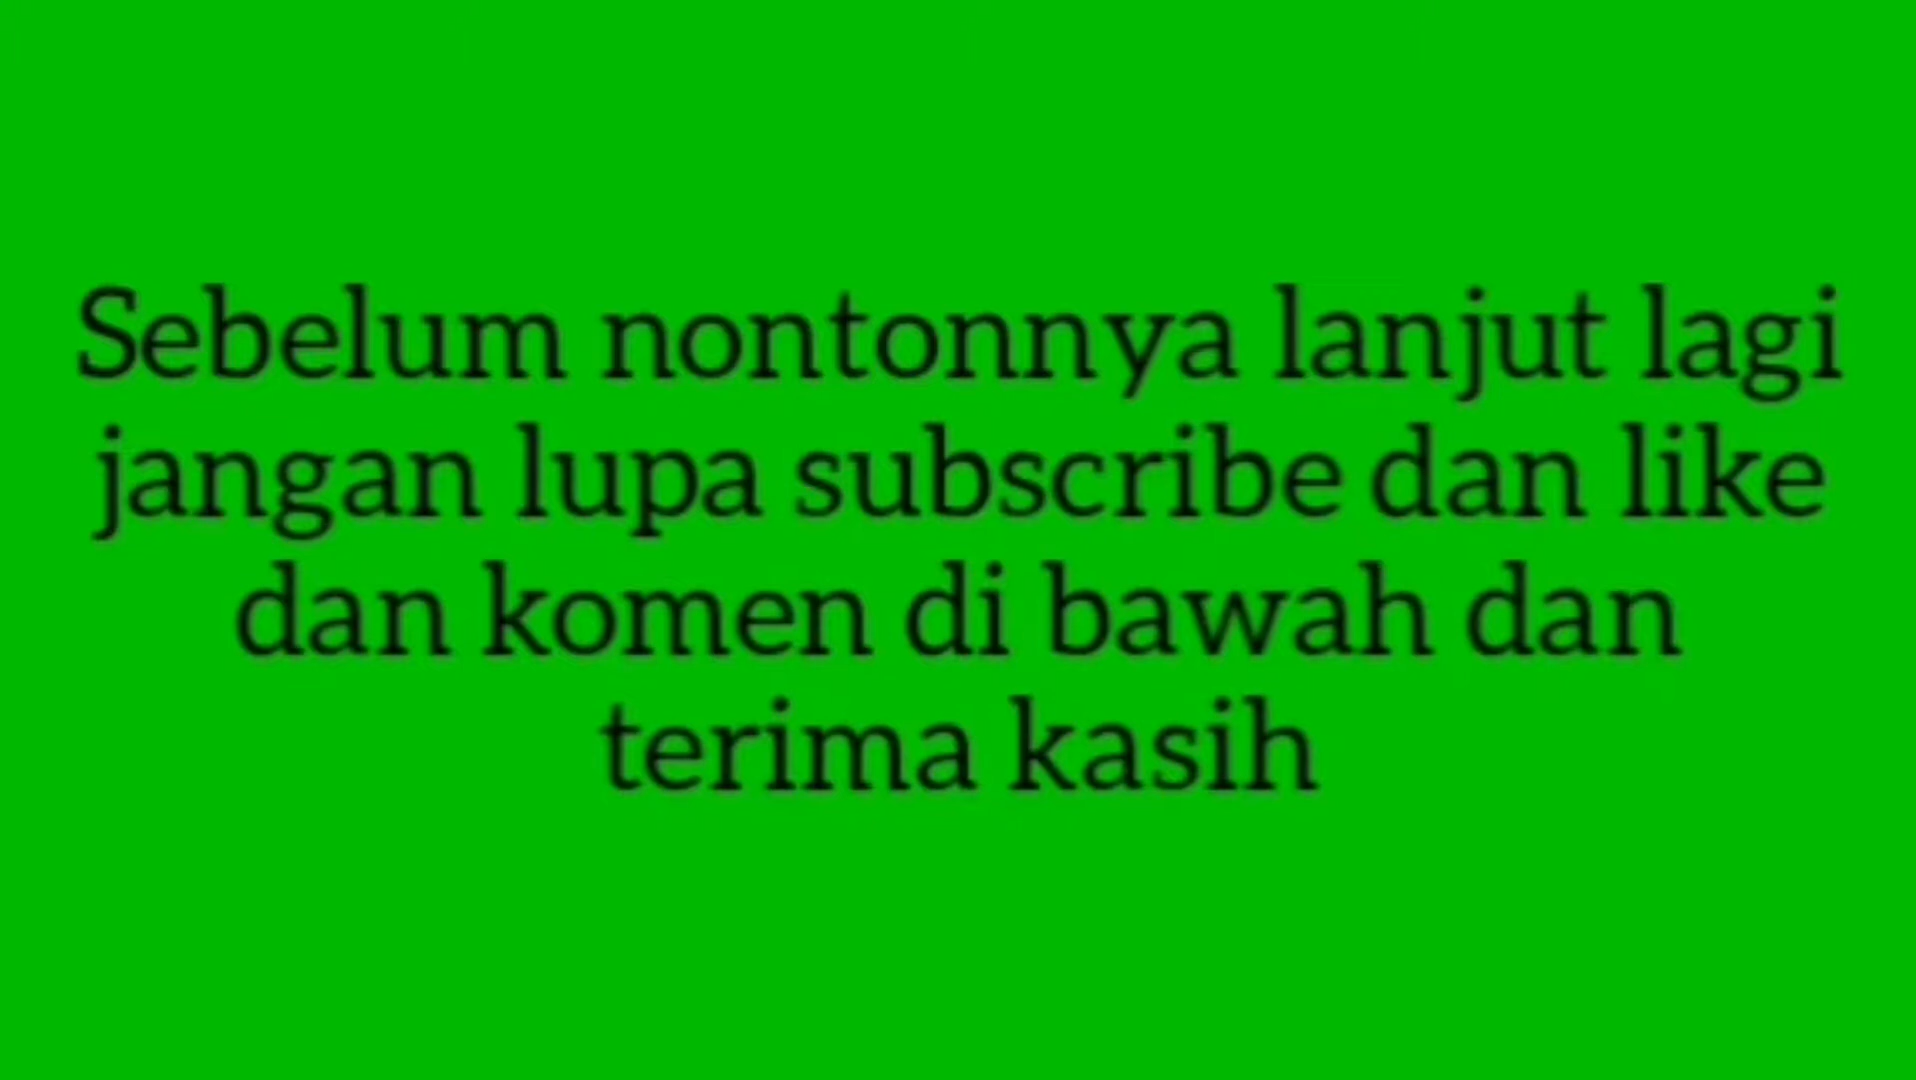 Sebelum nontonnya lanjut lagi
jangan lupa subscribe dan like
dan komen di bawah dan
terima kasih